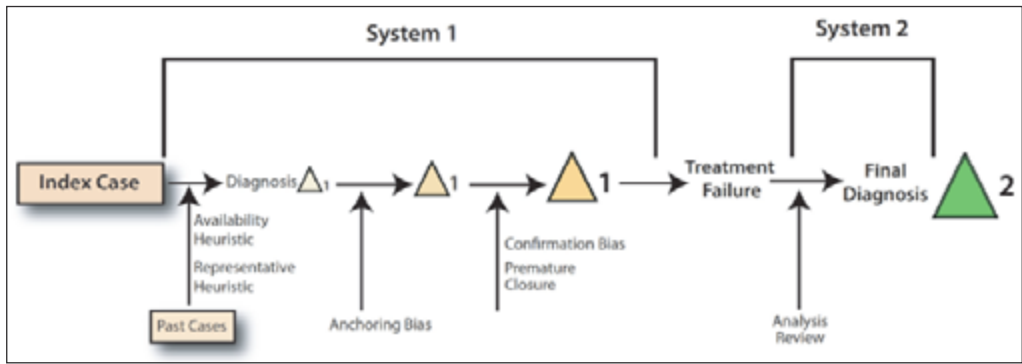 System 1
System 2
Index Case
Diagnosis
1
1
1
Treatment
Failure
Final
Diagnosis
2
Availability
Heuristic
Representative
Heuristic
Past Cases
Anchoring Bias
Confirmation Bias
Premature
Closure
Analysis
Review